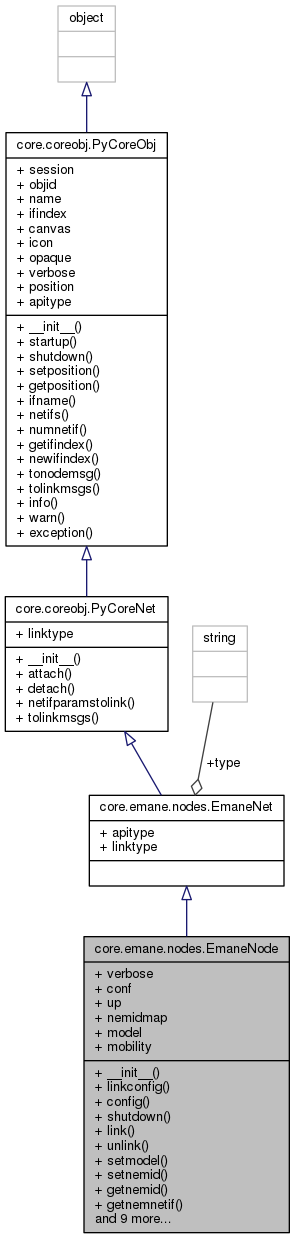 object
core.coreobj.PyCoreObj
+ session
+ objid
+ name
+ ifindex
+ canvas
+ icon
+ opaque
+ verbose
+ position
+ apitype
+ __init__()
+ startup()
+ shutdown()
+ setposition()
+ getposition()
+ ifname()
+ netifs()
+ numnetif()
+ getifindex()
+ newifindex()
+ tonodemsg()
+ tolinkmsgs()
+ info()
+ warn()
+ exception()
core.coreobj.PyCoreNet
+ linktype
+ __init__()
+ attach()
+ detach()
+ netifparamstolink()
+ tolinkmsgs()
string
+type
core.emane.nodes.EmaneNet
+ apitype
+ linktype
core.emane.nodes.EmaneNode
+ verbose
+ conf
+ up
+ nemidmap
+ model
+ mobility
+ __init__()
+ linkconfig()
+ config()
+ shutdown()
+ link()
+ unlink()
+ setmodel()
+ setnemid()
+ getnemid()
+ getnemnetif()
and 9 more...